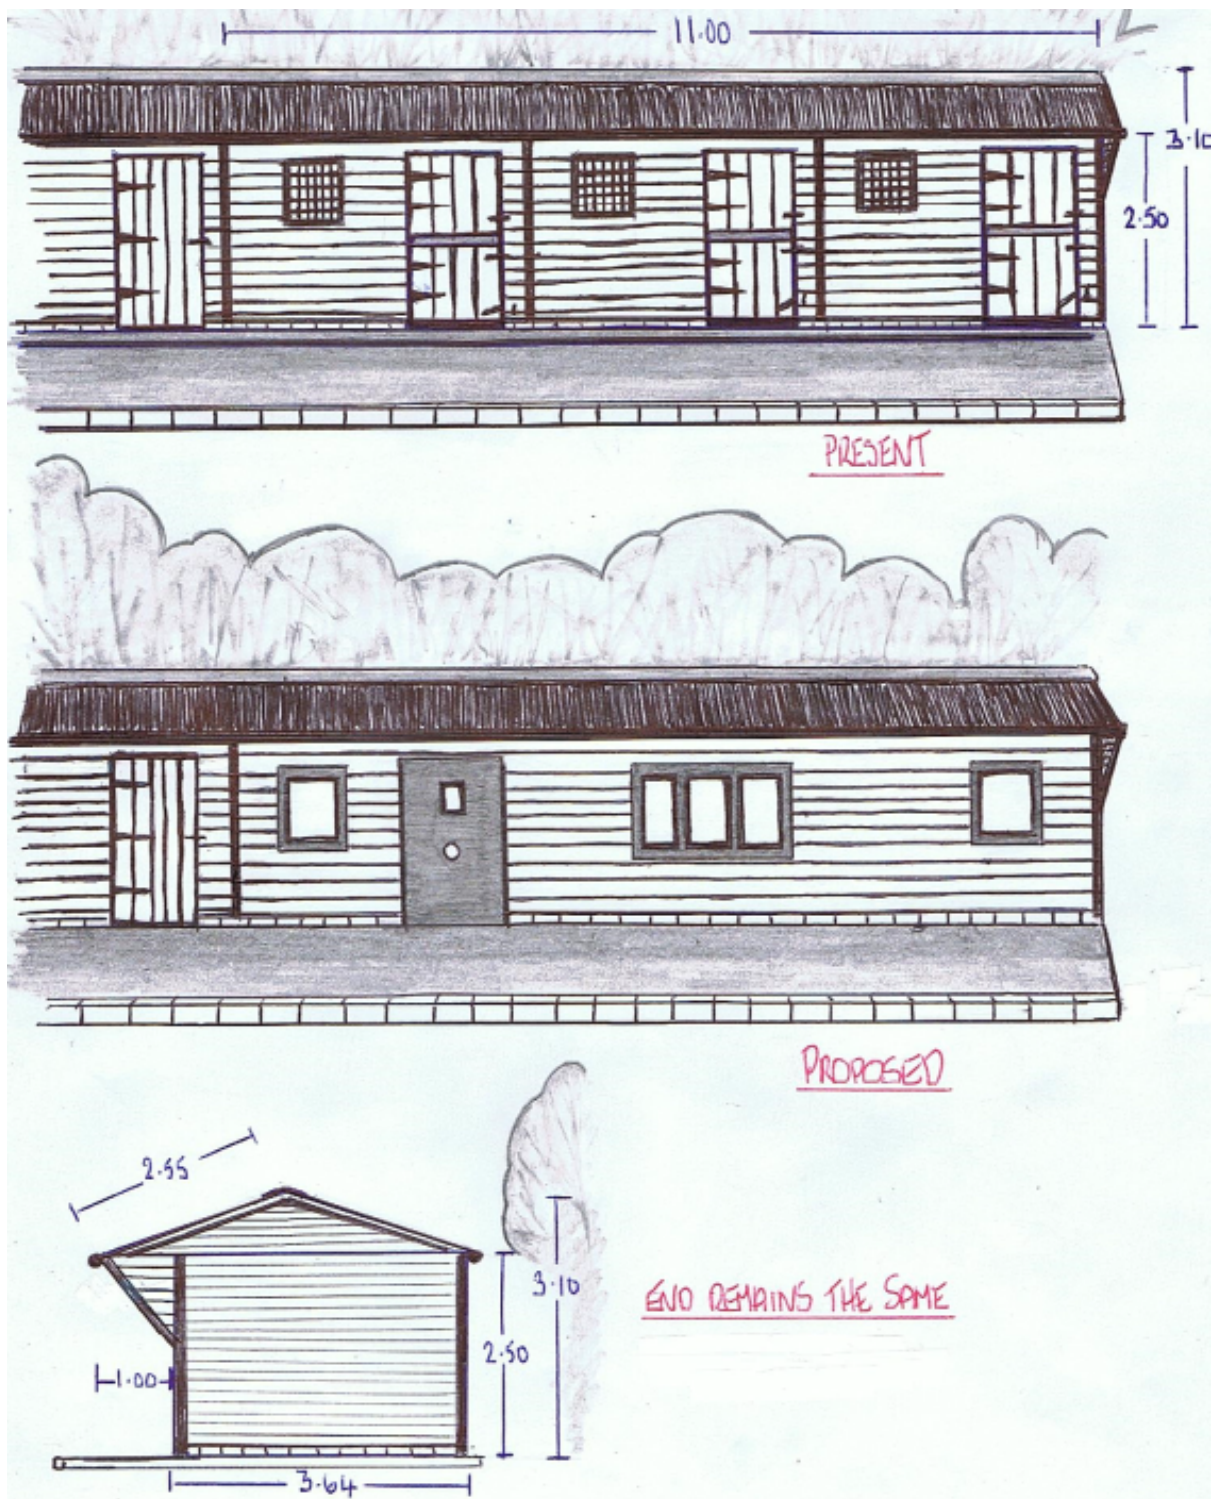 11.00
3.10
2.50
PRESENT
PROPOSED
2.55
3.10
END REMAINS THE SAME
2.50
1.00
3.64